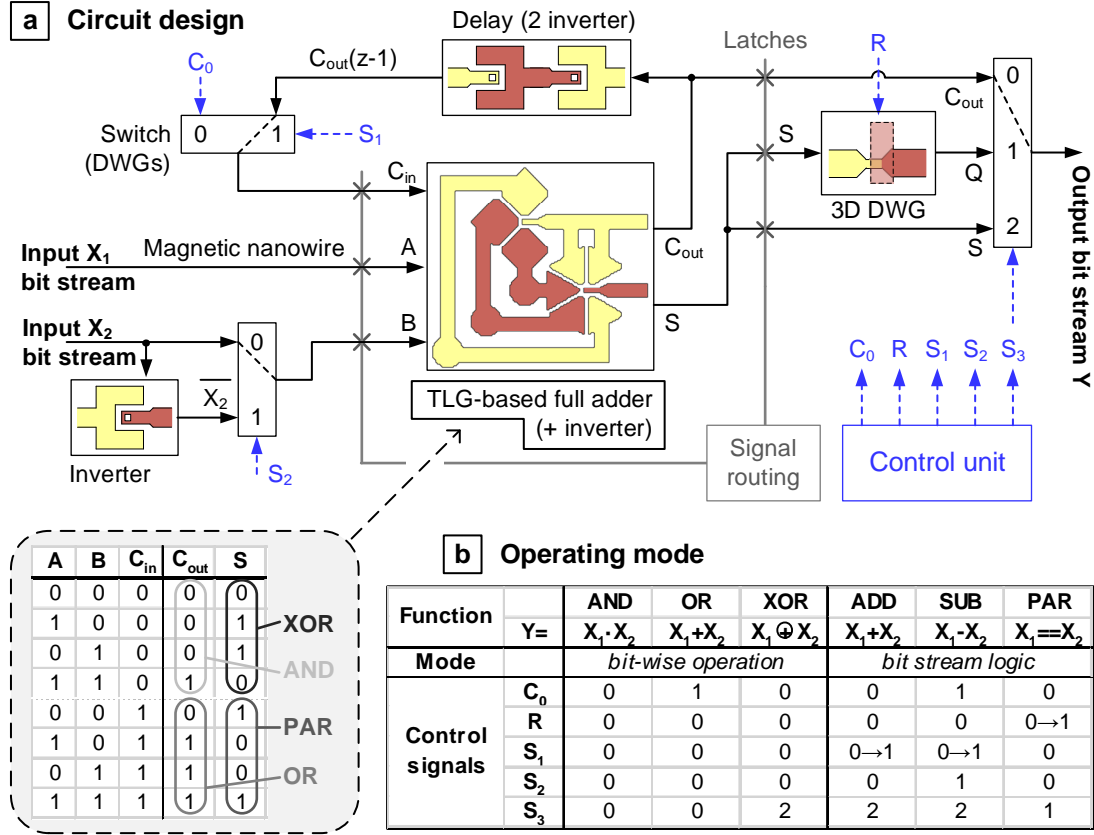 a Circuit design
Delay (2 inverter)
Latches
R
C₀
Cₒᵤₜ(z-1)
0
Cₒᵤₜ
0 1
S₁
Switch
(DWGs)
S
1
Q
3D DWG
Cᵢₙ
Input X₁
bit stream
Magnetic nanowire
A
Cₒᵤₜ
2
S
Output bit stream Y
Input X₂
bit stream
0
B
S
X̅₂
1
Inverter
S₂
TLG-based full adder
(+ inverter)
Signal
routing
C₀ R S₁ S₂ S₃
Control unit
A B Cᵢₙ Cₒᵤₜ S
0 0 0 0 0
1 0 0 0 1
0 1 0 0 1
1 1 0 1 0
0 0 1 0 1
1 0 1 1 0
0 1 1 1 0
1 1 1 1 1
XOR
AND
PAR
OR
b Operating mode
Function AND OR XOR ADD SUB PAR
Y= X₁·X₂ X₁+X₂ X₁⊕X₂ X₁+X₂ X₁-X₂ X₁==X₂
Mode bit-wise operation bit stream logic
Control signals
C₀ 0 1 0 0 1 0
R 0 0 0 0 0 0→1
S₁ 0 0 0 0→1 0→1 0
S₂ 0 0 0 0 1 0
S₃ 0 0 2 2 2 1